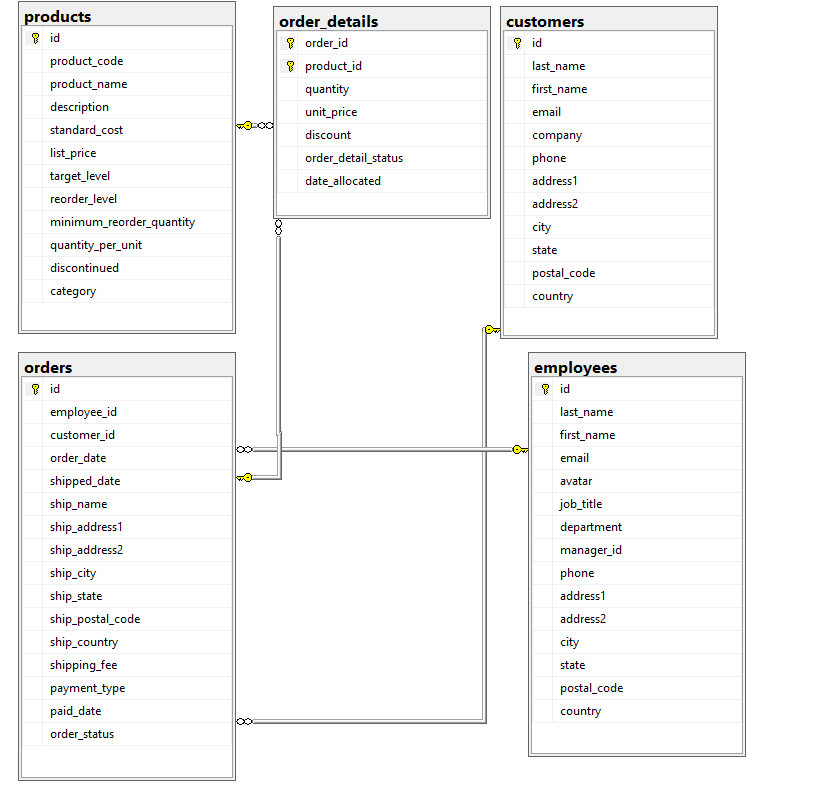 products
id
product_code
product_name
description
standard_cost
list_price
target_level
reorder_level
minimum_reorder_quantity
quantity_per_unit
discontinued
category
order_details
order_id
product_id
quantity
unit_price
discount
order_detail_status
date_allocated
customers
id
last_name
first_name
email
company
phone
address1
address2
city
state
postal_code
country
orders
id
employee_id
customer_id
order_date
shipped_date
ship_name
ship_address1
ship_address2
ship_city
ship_state
ship_postal_code
ship_country
shipping_fee
payment_type
paid_date
order_status
employees
id
last_name
first_name
email
avatar
job_title
department
manager_id
phone
address1
address2
city
state
postal_code
country